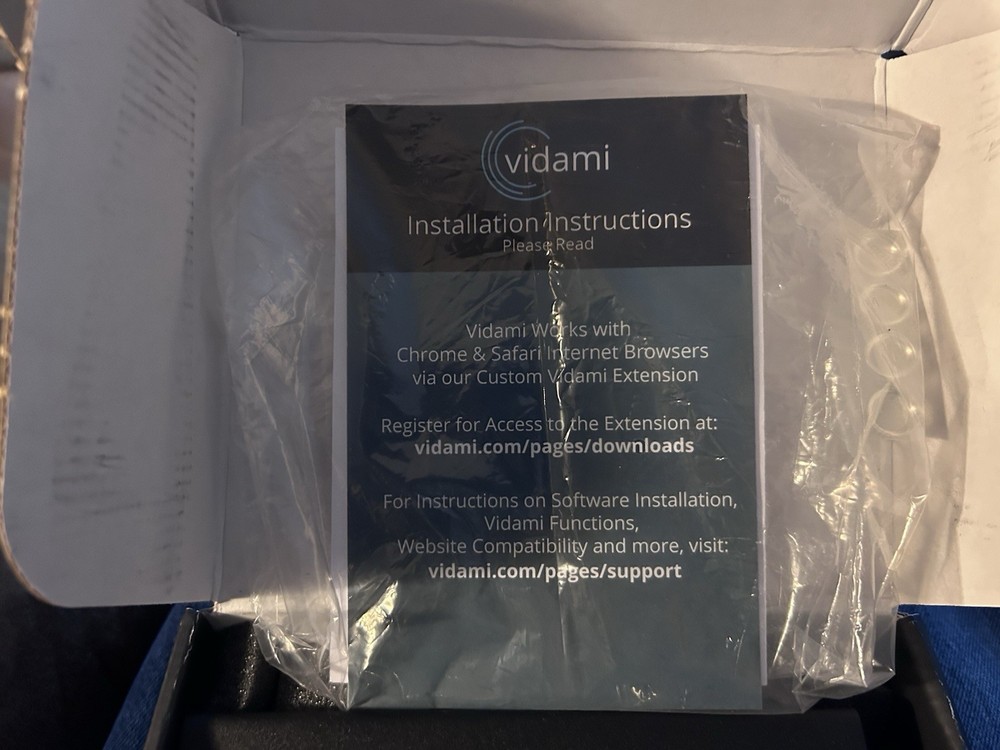 vidami
Installation Instructions
Please Read
Vidami Works with
Chrome & Safari Internet Browsers
via our Custom Vidami Extension
Register for Access to the Extension at:
vidami.com/pages/downloads
For Instructions on Software Installation,
Vidami Functions,
Website Compatibility and more, visit:
vidami.com/pages/support